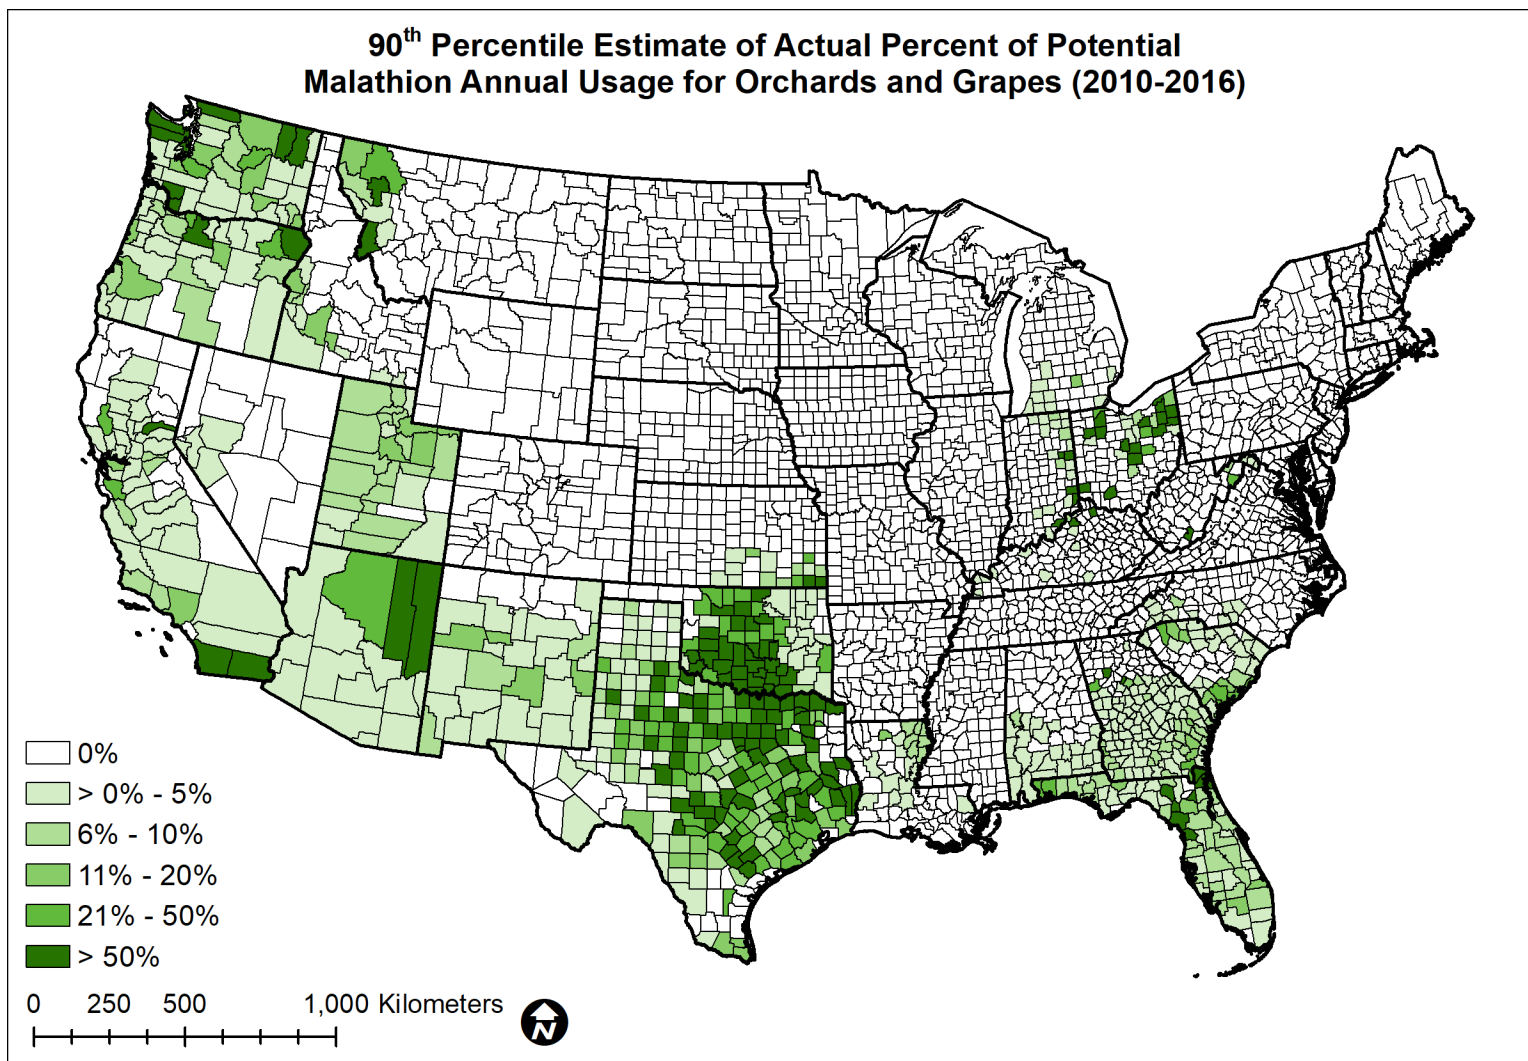 90th Percentile Estimate of Actual Percent of Potential
Malathion Annual Usage for Orchards and Grapes (2010-2016)
0%
> 0% - 5%
6% - 10%
11% - 20%
21% - 50%
> 50%
0 250 500 1,000 Kilometers
N